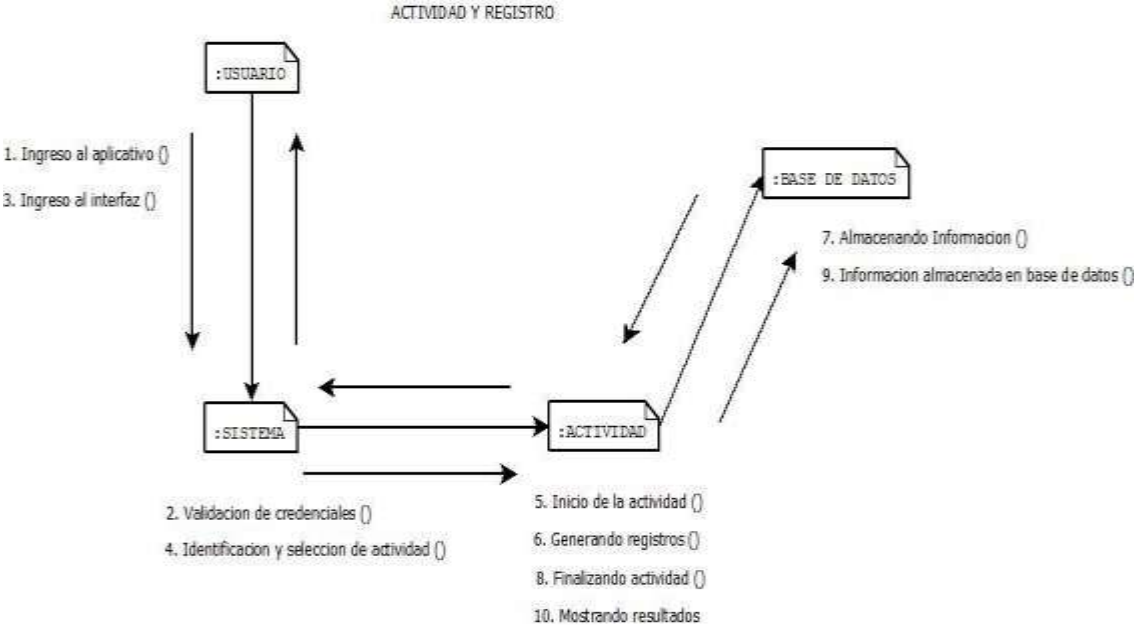 ACTIVIDAD Y REGISTRO
:USUARIO
1. Ingreso al aplicativo ()
3. Ingreso al interfaz ()
:BASE DE DATOS
7. Almacenando Informacion ()
9. Informacion almacenada en base de datos ()
:SISTEMA
:ACTIVIDAD
2. Validacion de credenciales ()
4. Identificacion y seleccion de actividad ()
5. Inicio de la actividad ()
6. Generando registros ()
8. Finalizando actividad ()
10. Mostrando resultados